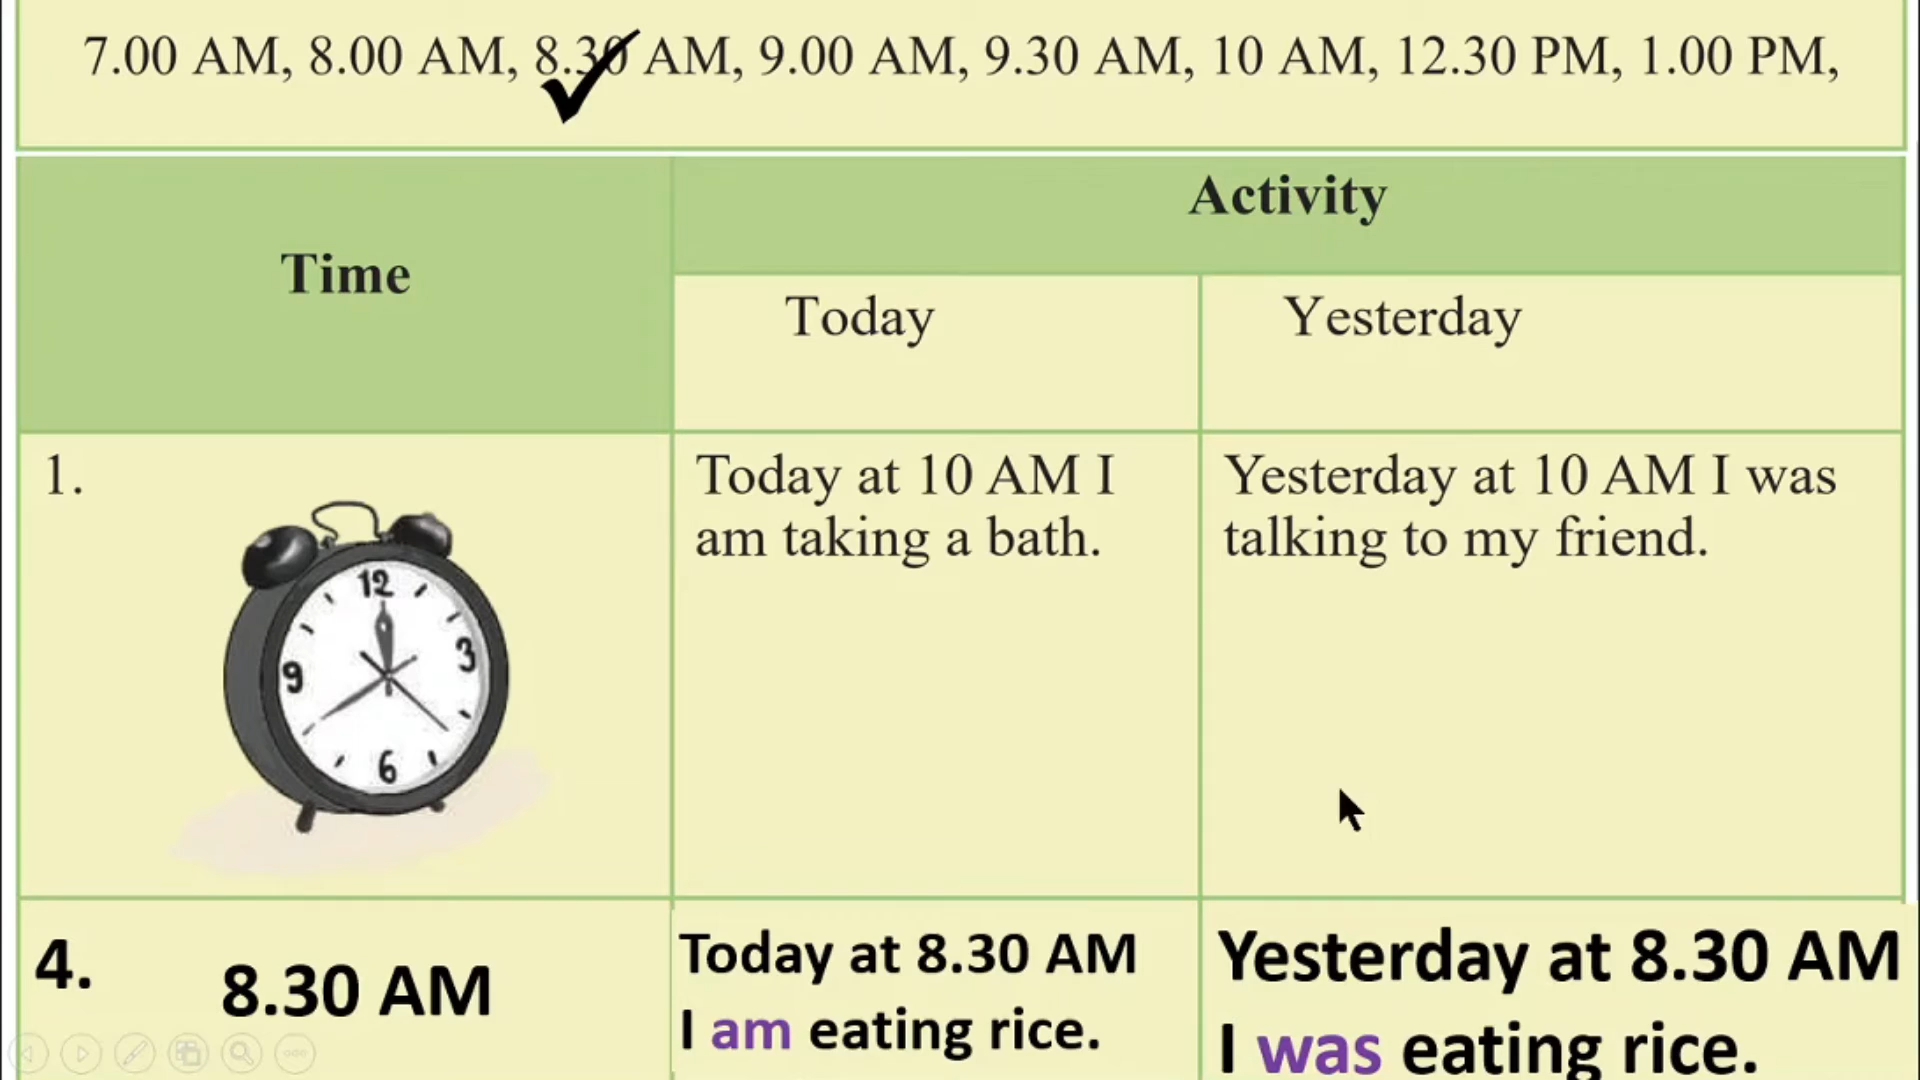 7.00 AM, 8.00 AM, 8.30 AM, 9.00 AM, 9.30 AM, 10 AM, 12.30 PM, 1.00 PM,
Time
Activity
Today
Yesterday
1.
12
3
6
9
Today at 10 AM I
am taking a bath.
Yesterday at 10 AM I was
talking to my friend.
4.
8.30 AM
Today at 8.30 AM
I am eating rice.
Yesterday at 8.30 AM
I was eating rice.